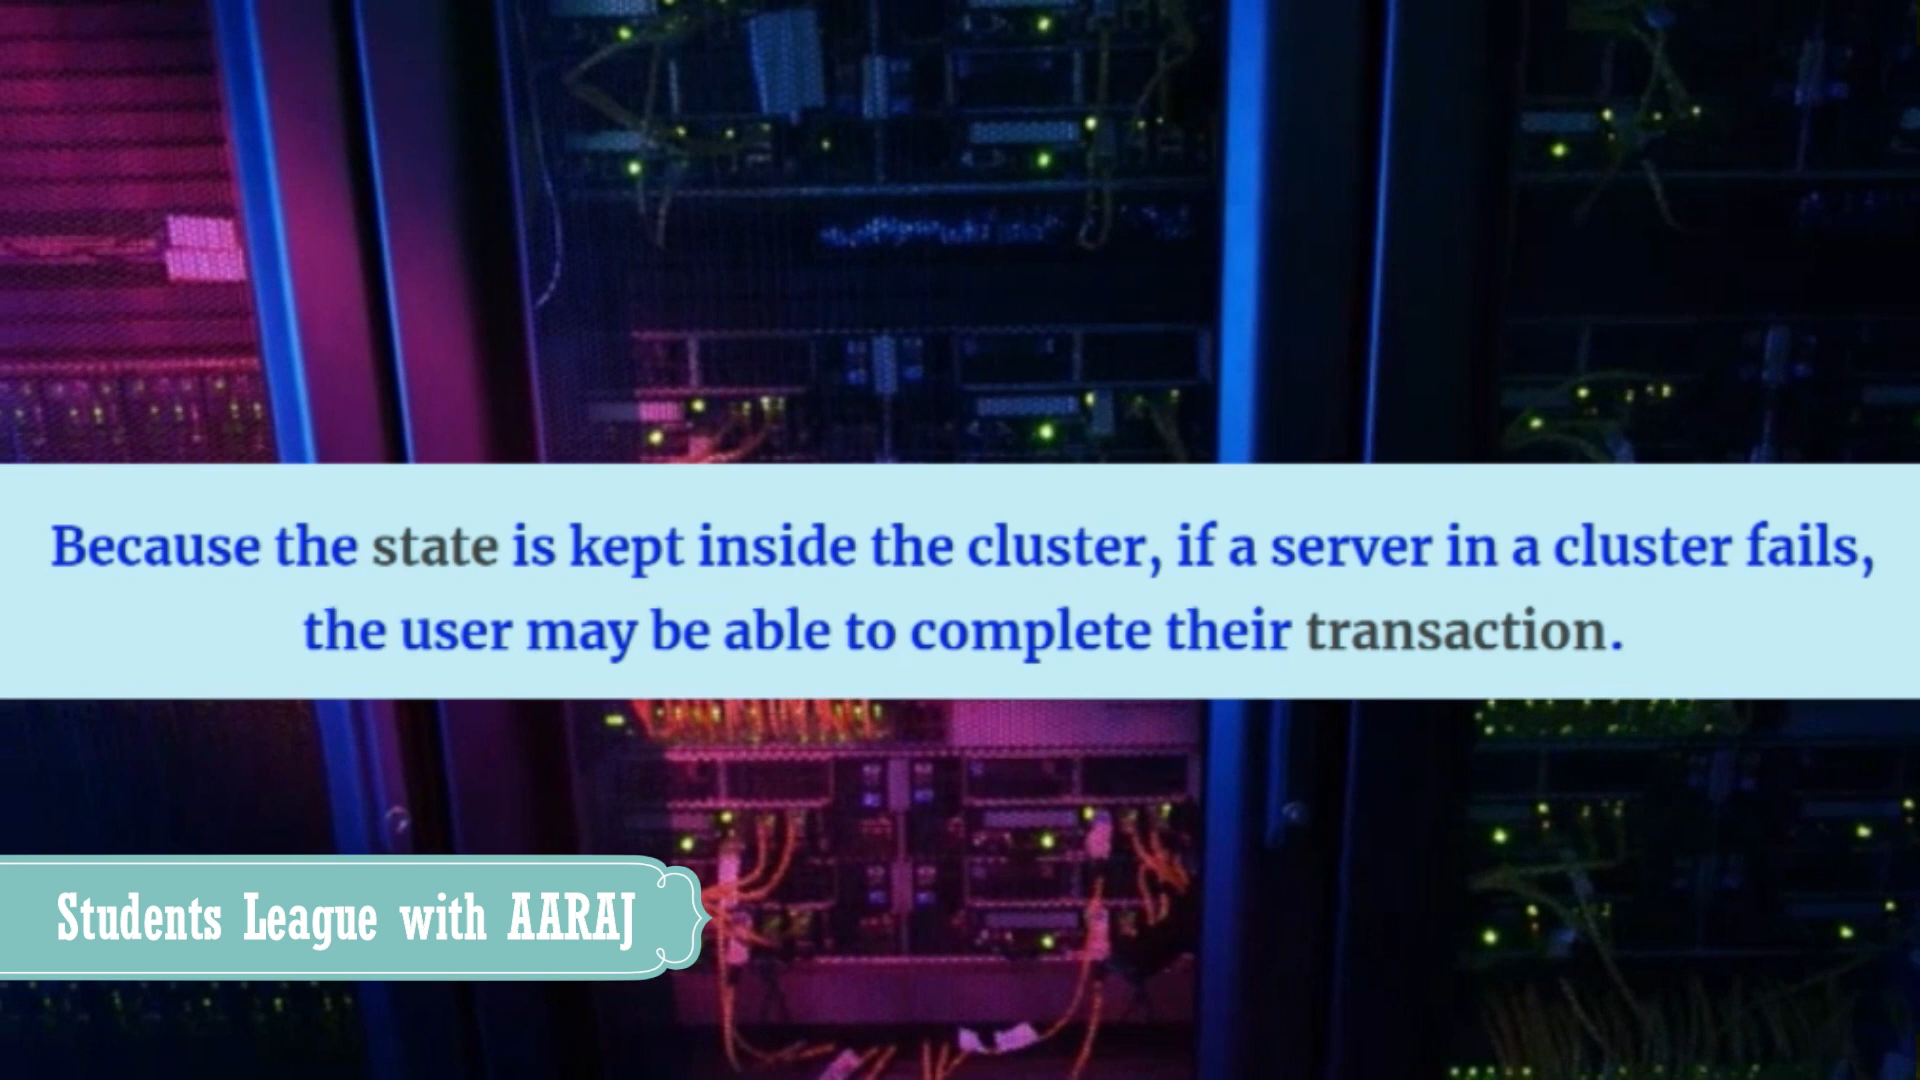 Because the state is kept inside the cluster, if a server in a cluster fails,
the user may be able to complete their transaction.
Students League with AARAJ